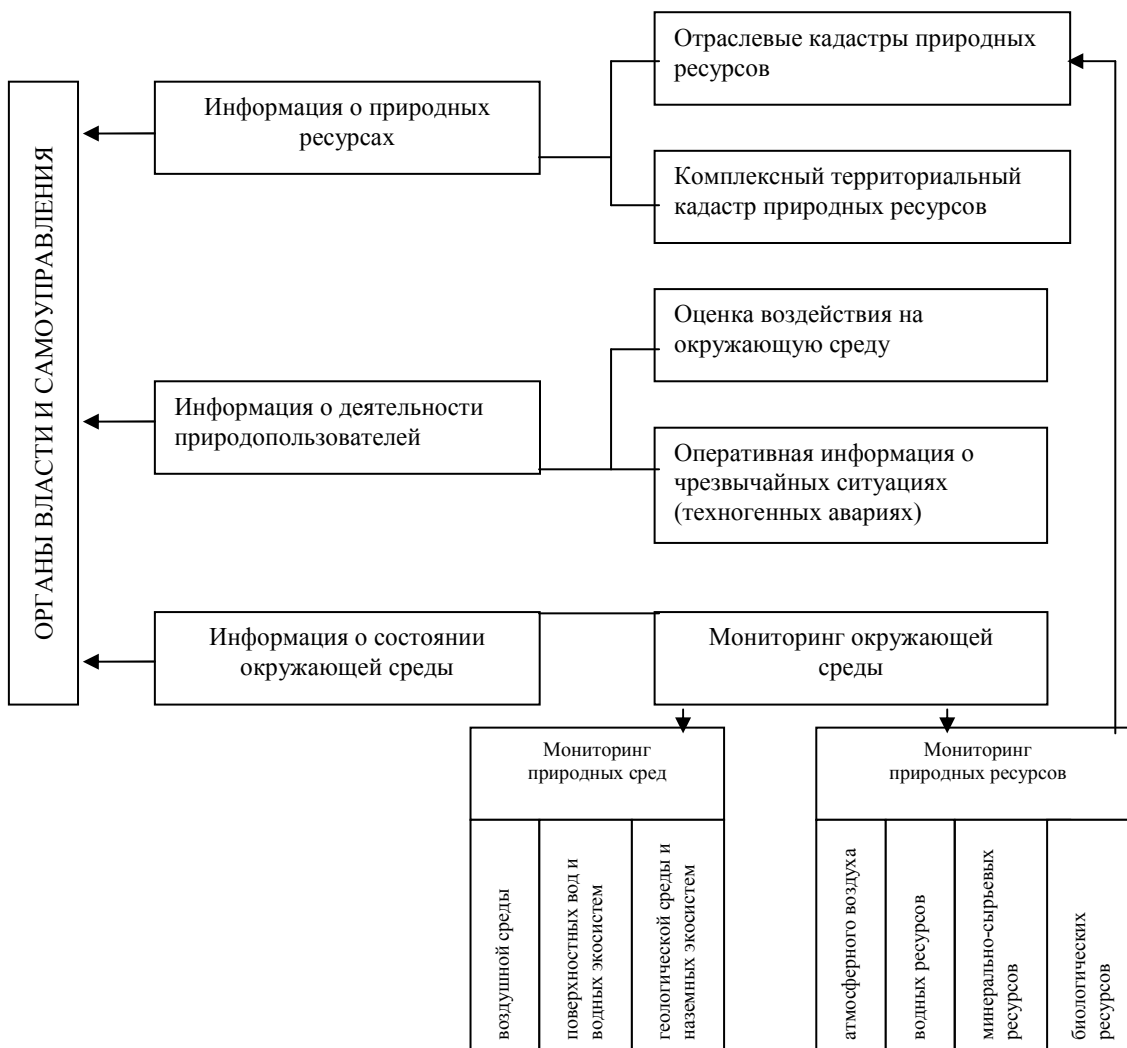 ОРГАНЫ ВЛАСТИ И САМОУПРАВЛЕНИЯ
Информация о природных
ресурсах
Отраслевые кадастры природных
ресурсов
Комплексный территориальный
кадастр природных ресурсов
Информация о деятельности
природопользователей
Оценка воздействия на
окружающую среду
Оперативная информация о
чрезвычайных ситуациях
(техногенных авариях)
Информация о состоянии
окружающей среды
Мониторинг окружающей
среды
Мониторинг
природных сред
воздушной среды
поверхностных вод и
водных экосистем
геологической среды и
наземных экосистем
Мониторинг
природных ресурсов
атмосферного воздуха
водных ресурсов
минерально-сырьевых
ресурсов
биологических
ресурсов